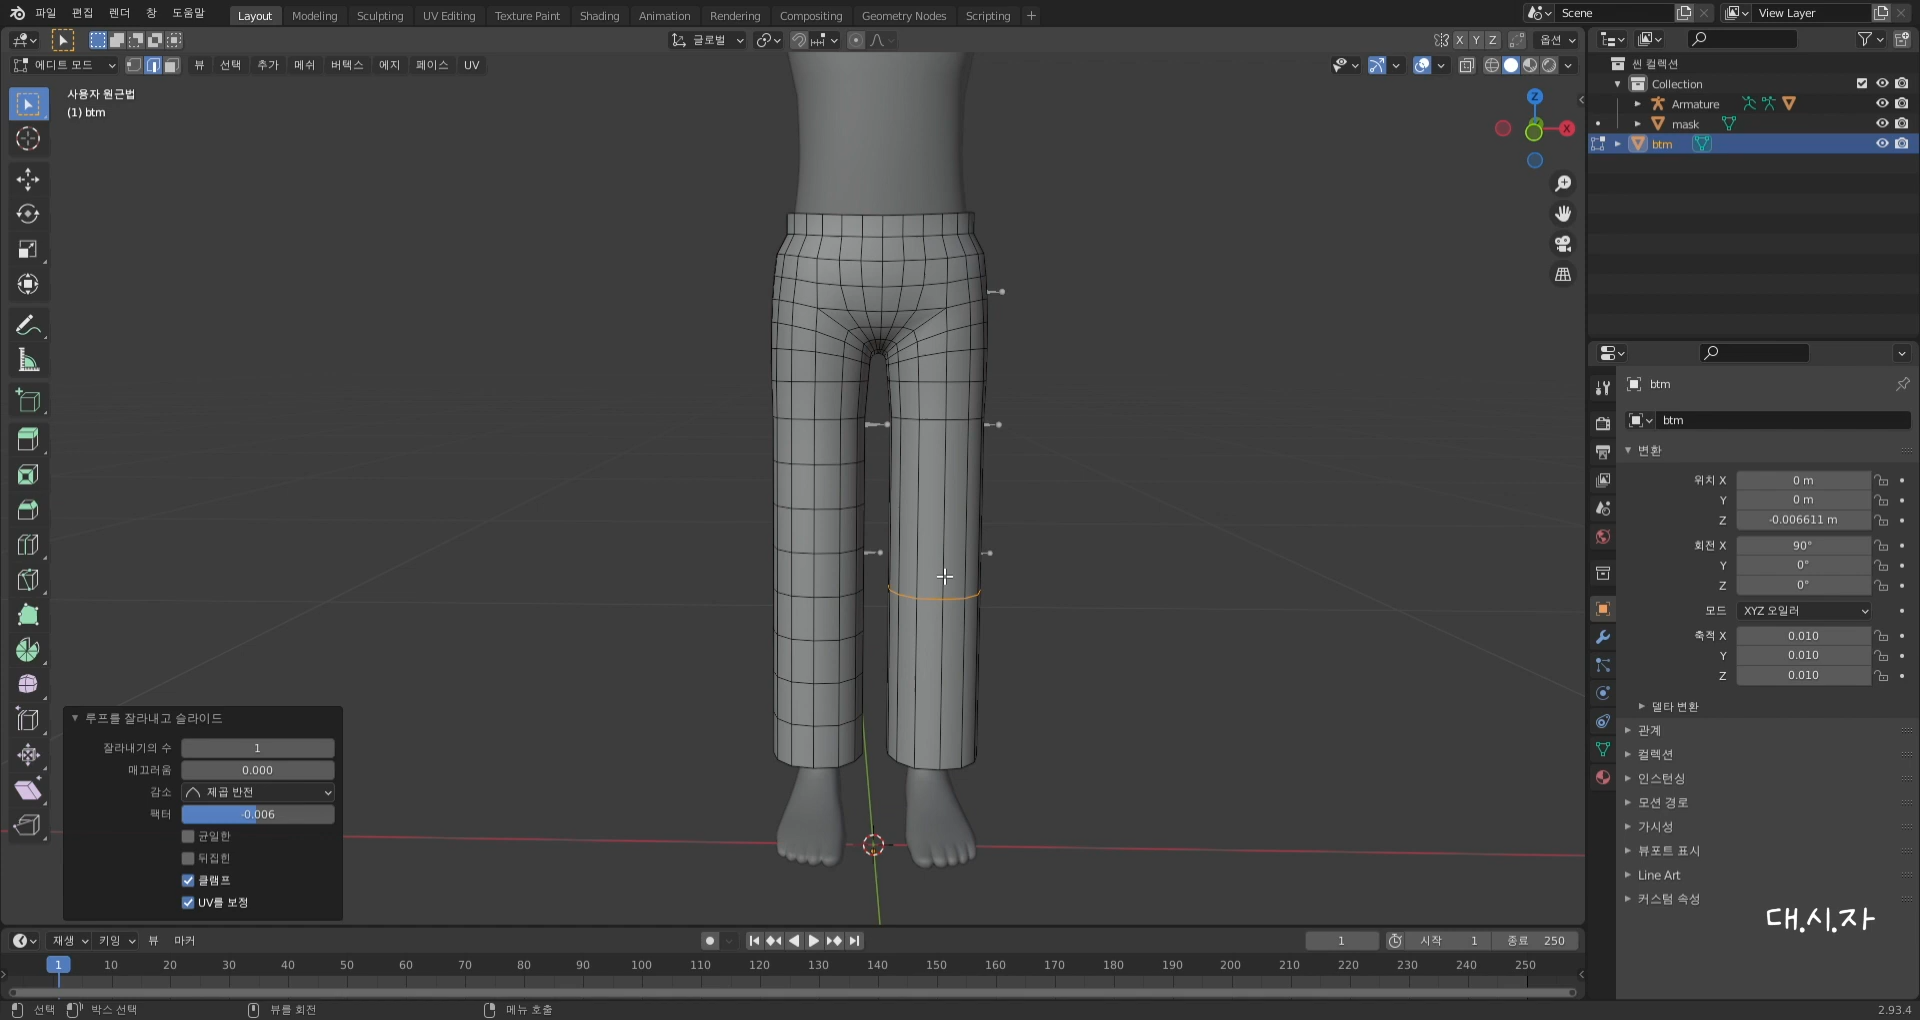 파일 편집 렌더 창 도움말 Layout Modeling Sculpting UV Editing Texture Paint Shading Animation Rendering Compositing Geometry Nodes Scripting + Scene View Layer
글로벌 X Y Z 옵션
에디트 모드 뷰 선택 추가 메쉬 버텍스 에지 페이스 UV
사용자 원근법
(1) btm
Z
X
씬 컬렉션
Collection
Armature
mask
btm
btm
btm
변환
위치 X 0 m
Y 0 m
Z -0.006611 m
회전 X 90°
Y 0°
Z 0°
모드 XYZ 오일러
축적 X 0.010
Y 0.010
Z 0.010
델타 변환
관계
컬렉션
인스턴싱
모션 경로
가시성
뷰포트 표시
Line Art
커스텀 속성
대.시.자
루프를 잘라내고 슬라이드
잘라내기의 수 1
매끄러움 0.000
감소 제곱 반전
팩터 -0.006
균일한
뒤집힌
클램프
UV를 보정
재생 키잉 뷰 마커 1 시작 1 종료 250
1 10 20 30 40 50 60 70 80 90 100 110 120 130 140 150 160 170 180 190 200 210 220 230 240 250
선택 박스 선택 뷰를 회전 메뉴 호출 2.93.4